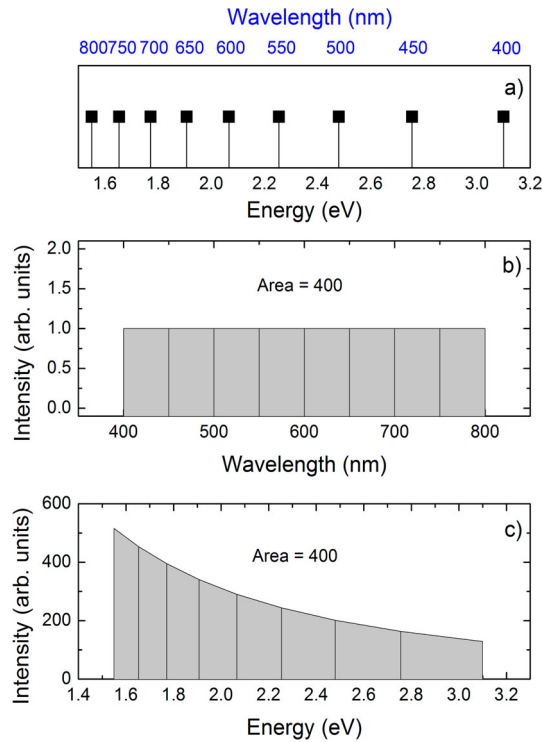 Wavelength (nm)
800 750 700 650 600 550 500 450 400
a)
1.6 1.8 2.0 2.2 2.4 2.6 2.8 3.0 3.2
Energy (eV)
b)
2.0
Area = 400
1.5
1.0
0.5
0.0
Intensity (arb. units)
400 500 600 700 800
Wavelength (nm)
c)
600
Area = 400
400
200
0
Intensity (arb. units)
1.4 1.6 1.8 2.0 2.2 2.4 2.6 2.8 3.0 3.2
Energy (eV)